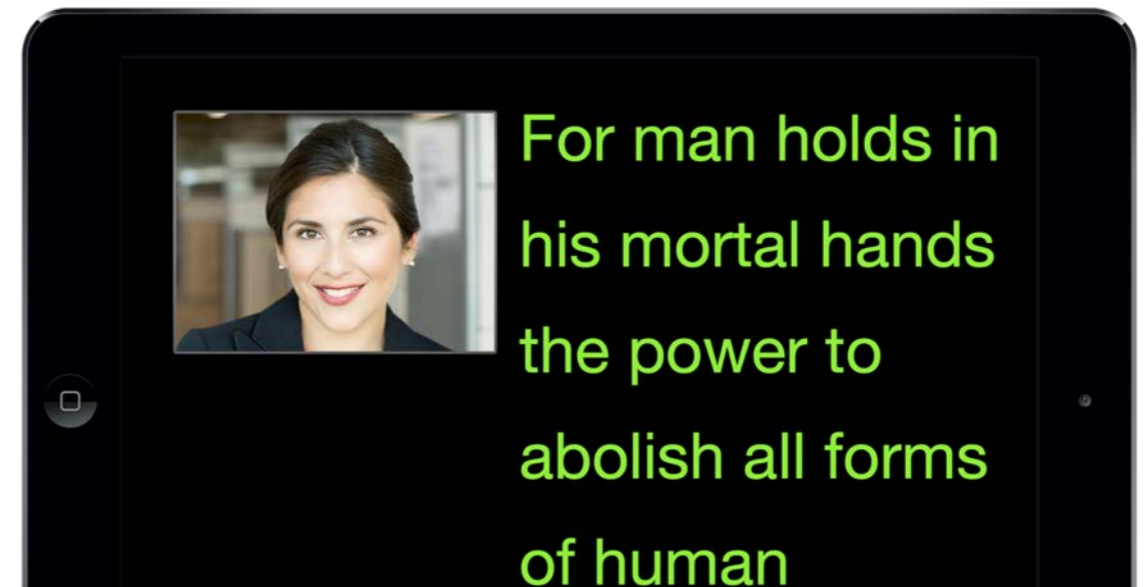 For man holds in
his mortal hands
the power to
abolish all forms
of human